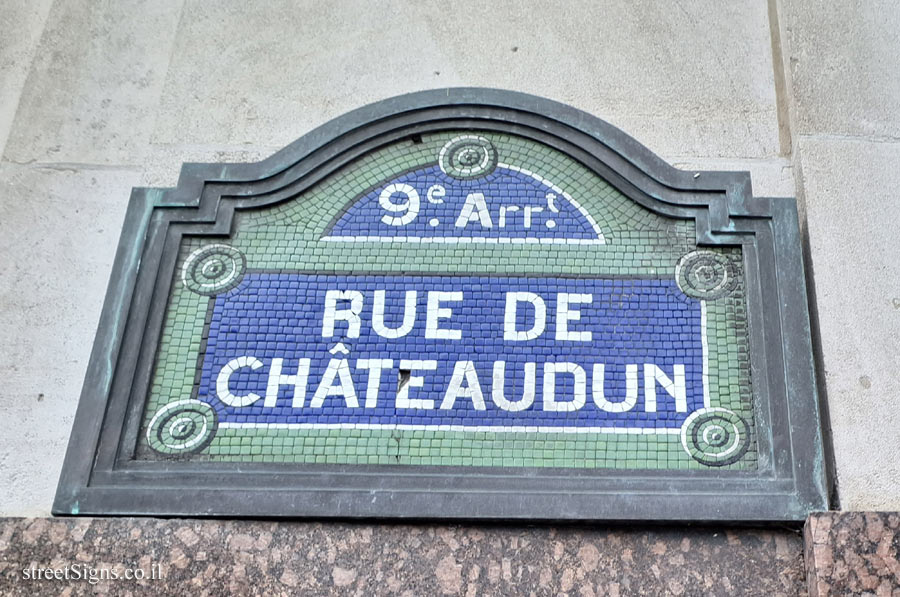 9e. Arrt.
RUE DE
CHÂTEAUDUN
streetSigns.co.il